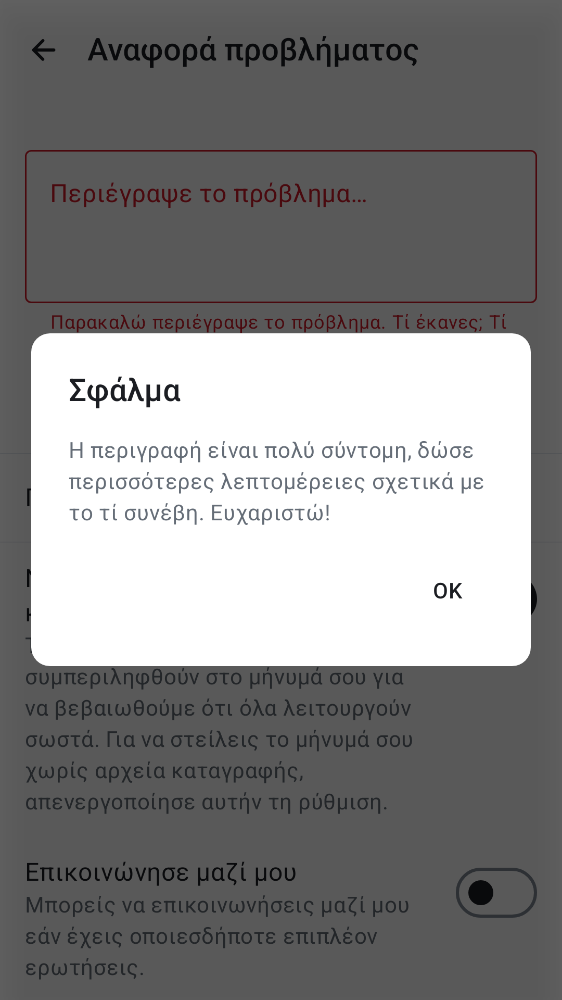 Αναφορά προβλήματος
Περιέγραψε το πρόβλημα...
Παρακαλώ περιέγραψε το πρόβλημα. Τί έκανες; Τί
Σφάλμα
Η περιγραφή είναι πολύ σύντομη, δώσε
περισσότερες λεπτομέρειες σχετικά με
το τί συνέβη. Ευχαριστώ!
OK
συμπεριληφθούν στο μήνυμά σου για
να βεβαιωθούμε ότι όλα λειτουργούν
σωστά. Για να στείλεις το μήνυμά σου
χωρίς αρχεία καταγραφής,
απενεργοποίησε αυτήν τη ρύθμιση.
Επικοινώνησε μαζί μου
Μπορείς να επικοινωνήσεις μαζί μου
εάν έχεις οποιεσδήποτε επιπλέον
ερωτήσεις.